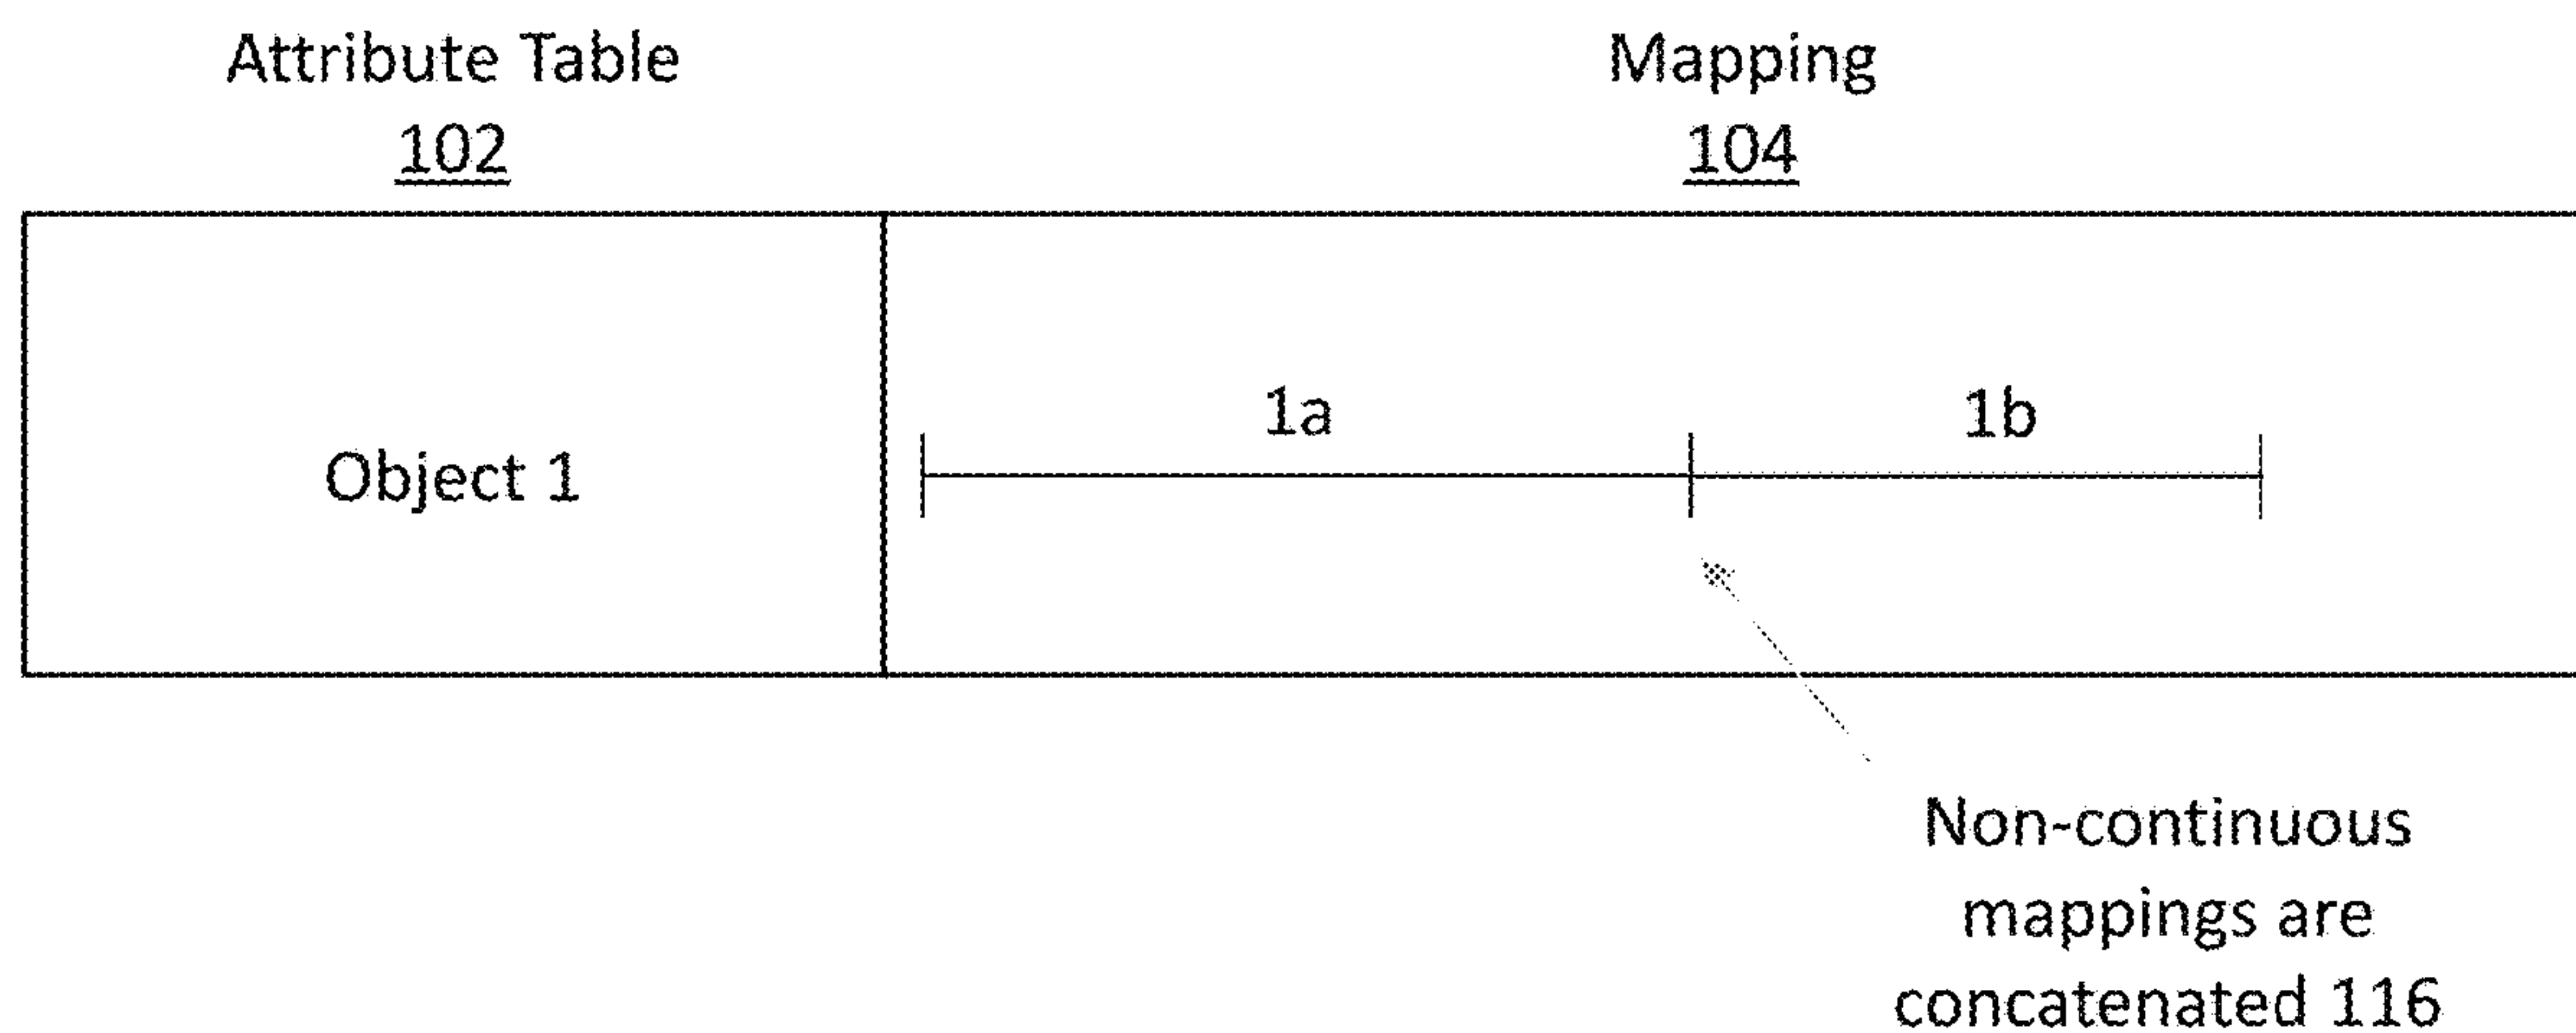 Attribute Table
102
Mapping
104
Object 1
1a
1b
Non-continuous
mappings are
concatenated 116